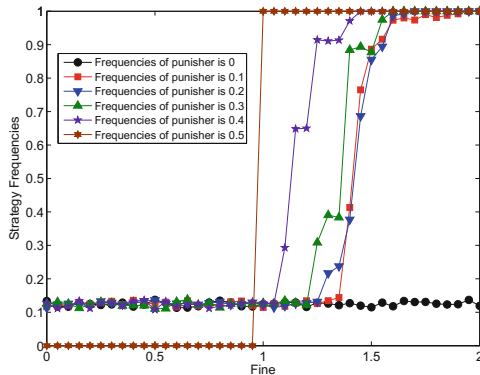 1
0.9
0.8
0.7
0.6
0.5
0.4
0.3
0.2
0.1
0
Strategy Frequencies
Frequencies of punisher is 0
Frequencies of punisher is 0.1
Frequencies of punisher is 0.2
Frequencies of punisher is 0.3
Frequencies of punisher is 0.4
Frequencies of punisher is 0.5
0 0.5 1.0 1.5 2.0
Fine